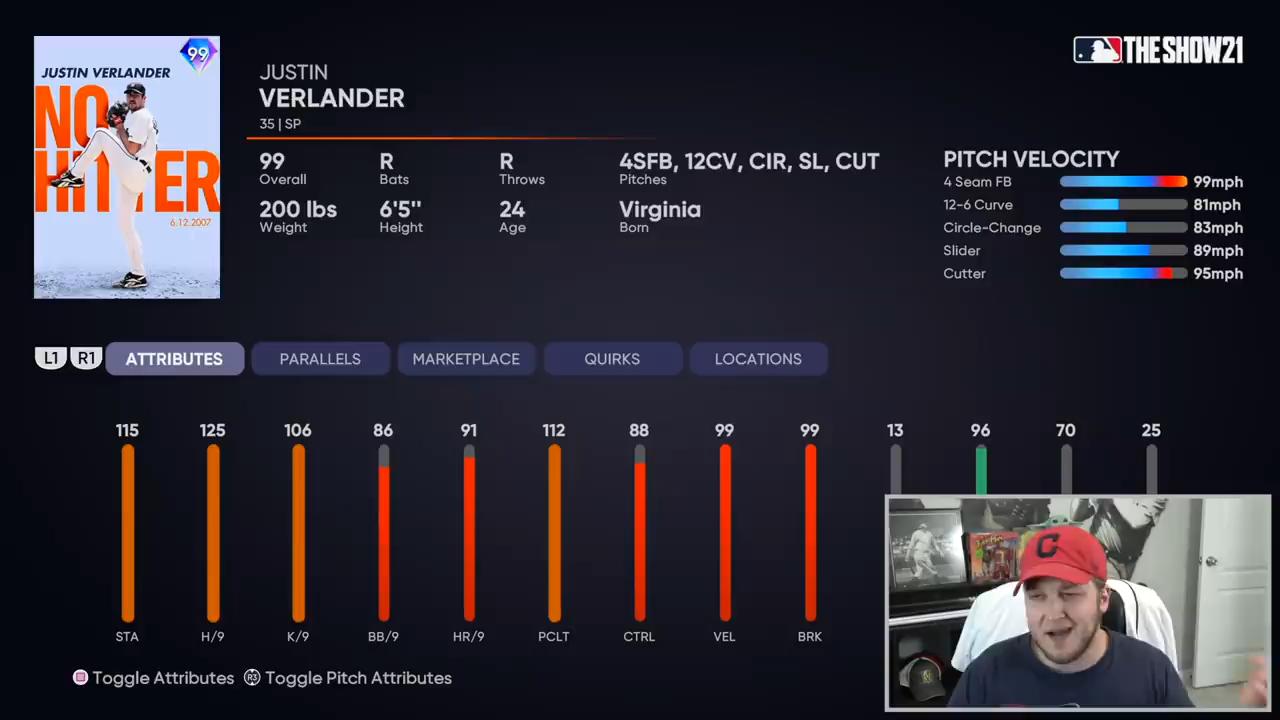 99
JUSTIN VERLANDER
NO
HITTER
6.12.2007
JUSTIN
VERLANDER
35 | SP
THE SHOW21
99
Overall
R
Bats
R
Throws
4SFB, 12CV, CIR, SL, CUT
Pitches
200 lbs
Weight
6'5''
Height
24
Age
Virginia
Born
PITCH VELOCITY
4 Seam FB 99mph
12-6 Curve 81mph
Circle-Change 83mph
Slider 89mph
Cutter 95mph
L1 R1 ATTRIBUTES PARALLELS MARKETPLACE QUIRKS LOCATIONS
115 125 106 86 91 112 88 99 99 13 96 70 25
STA H/9 K/9 BB/9 HR/9 PCLT CTRL VEL BRK
Toggle Attributes R3 Toggle Pitch Attributes
C